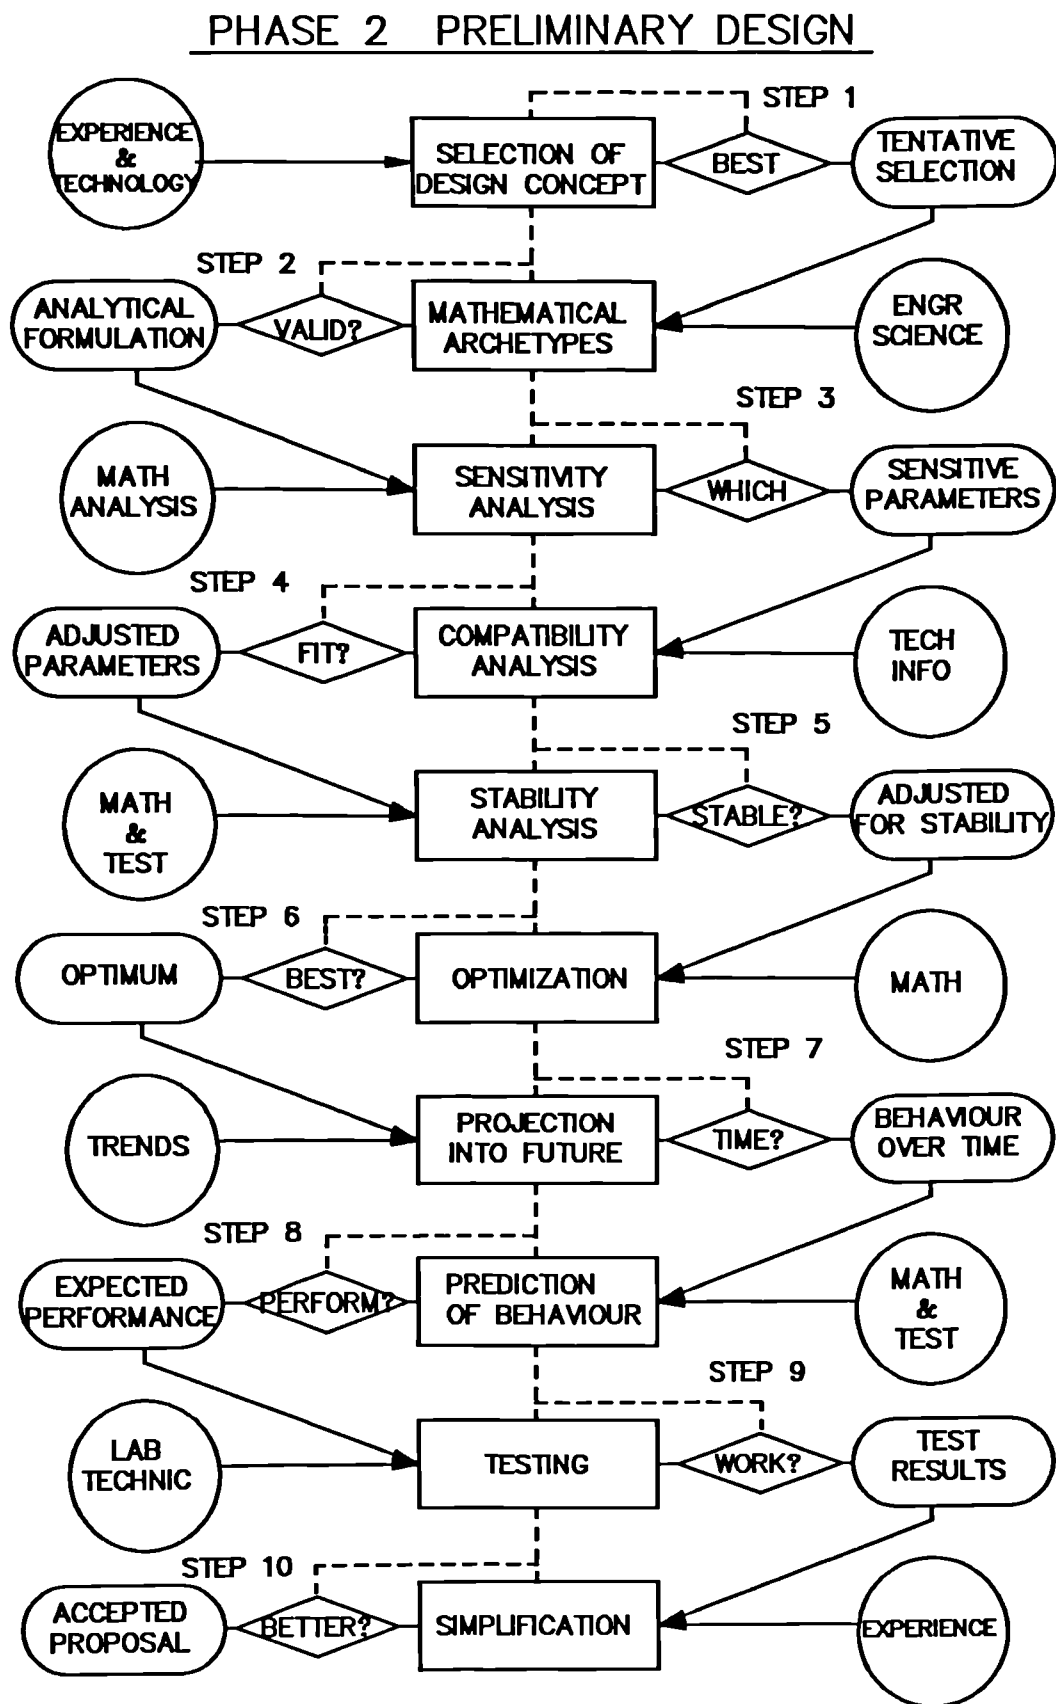 PHASE 2 PRELIMINARY DESIGN
STEP 1
EXPERIENCE
&
TECHNOLOGY
SELECTION OF
DESIGN CONCEPT
BEST
TENTATIVE
SELECTION
STEP 2
ANALYTICAL
FORMULATION
VALID?
MATHEMATICAL
ARCHETYPES
ENGR
SCIENCE
STEP 3
MATH
ANALYSIS
SENSITIVITY
ANALYSIS
WHICH
SENSITIVE
PARAMETERS
STEP 4
ADJUSTED
PARAMETERS
FIT?
COMPATIBILITY
ANALYSIS
TECH
INFO
STEP 5
MATH
&
TEST
STABILITY
ANALYSIS
STABLE?
ADJUSTED
FOR STABILITY
STEP 6
OPTIMUM
BEST?
OPTIMIZATION
MATH
STEP 7
TRENDS
PROJECTION
INTO FUTURE
TIME?
BEHAVIOUR
OVER TIME
STEP 8
EXPECTED
PERFORMANCE
PERFORM?
PREDICTION
OF BEHAVIOUR
MATH
&
TEST
STEP 9
LAB
TECHNIC
TESTING
WORK?
TEST
RESULTS
STEP 10
ACCEPTED
PROPOSAL
BETTER?
SIMPLIFICATION
EXPERIENCE